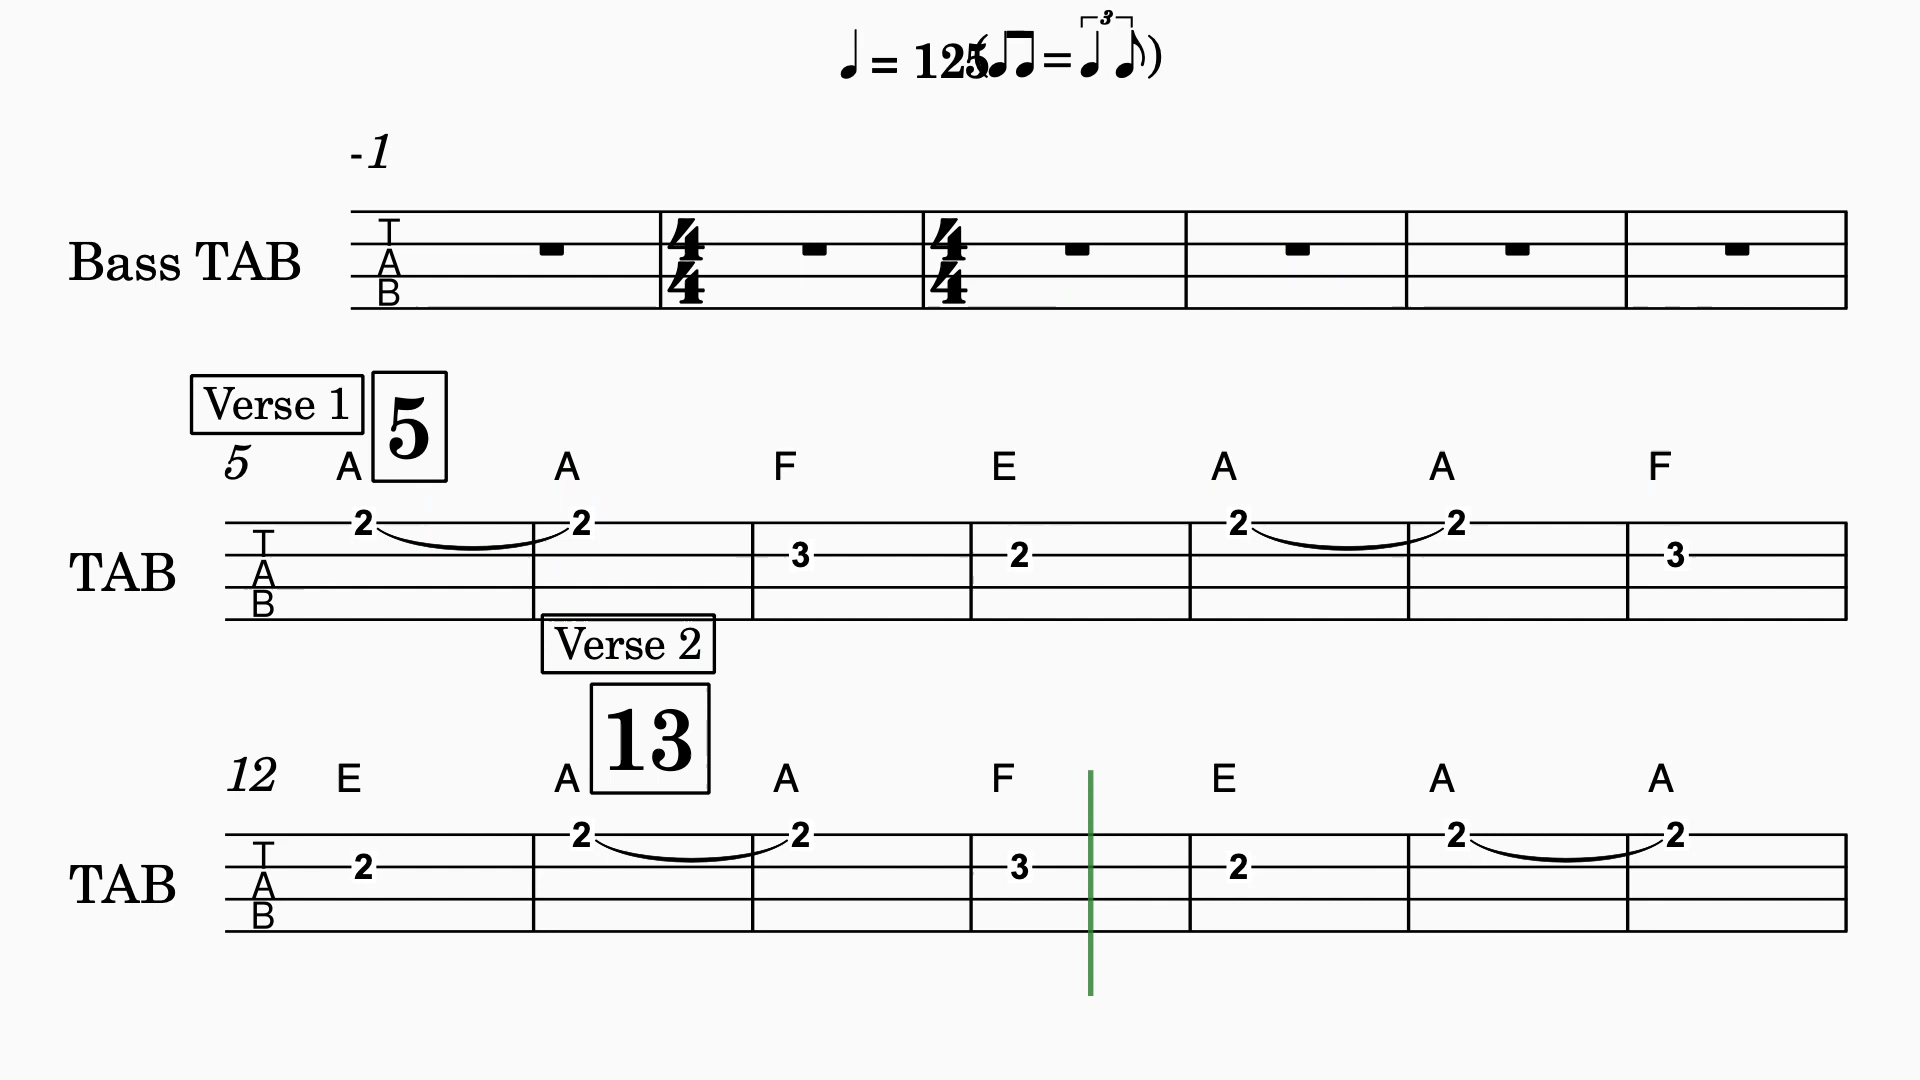 = 125 ( = 3 )
-1
Bass TAB
T
A
B
4
4
4
4
Verse 1 5
5 A A F E A A F
2 2 3 2 2 2 3
TAB
T
A
B
Verse 2
13
12 E A A F E A A
2 2 2 3 2 2 2
TAB
T
A
B